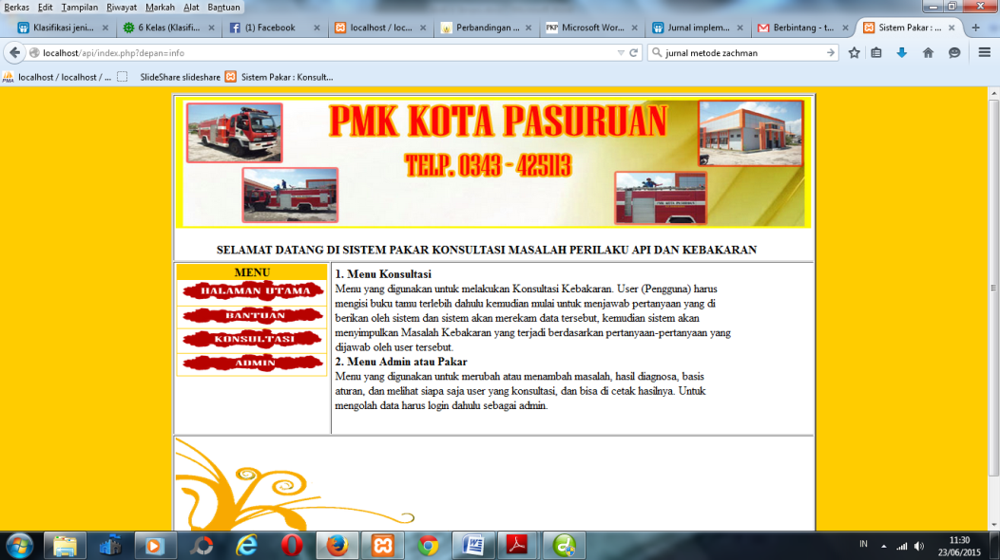 Berkas Edit Tampilan Riwayat Markah Alat Bantuan
Klasifikasi jeni... 6 Kelas (Klasifi... (1) Facebook localhost / loc... Perbandingan ... PKP Microsoft Wor... Jurnal implem... Berbintang - t... Sistem Pakar : ...
localhost/api/index.php?depan=info jurnal metode zachman
PMA localhost / localhost / ... SlideShare slideshare Sistem Pakar : Konsult...
PMK KOTA PASURUAN
TELP. 0343 - 425113
PMK KOTA PASURUAN
SELAMAT DATANG DI SISTEM PAKAR KONSULTASI MASALAH PERILAKU API DAN KEBAKARAN
MENU
HALAMAN UTAMA
BANTUAN
KONSULTASI
ADMIN
1. Menu Konsultasi
Menu yang digunakan untuk melakukan Konsultasi Kebakaran. User (Pengguna) harus
mengisi buku tamu terlebih dahulu kemudian mulai untuk menjawab pertanyaan yang di
berikan oleh sistem dan sistem akan merekam data tersebut, kemudian sistem akan
menyimpulkan Masalah Kebakaran yang terjadi berdasarkan pertanyaan-pertanyaan yang
dijawab oleh user tersebut.
2. Menu Admin atau Pakar
Menu yang digunakan untuk merubah atau menambah masalah, hasil diagnosa, basis
aturan, dan melihat siapa saja user yang konsultasi, dan bisa di cetak hasilnya. Untuk
mengolah data harus login dahulu sebagai admin.
IN
11:30
23/06/2015